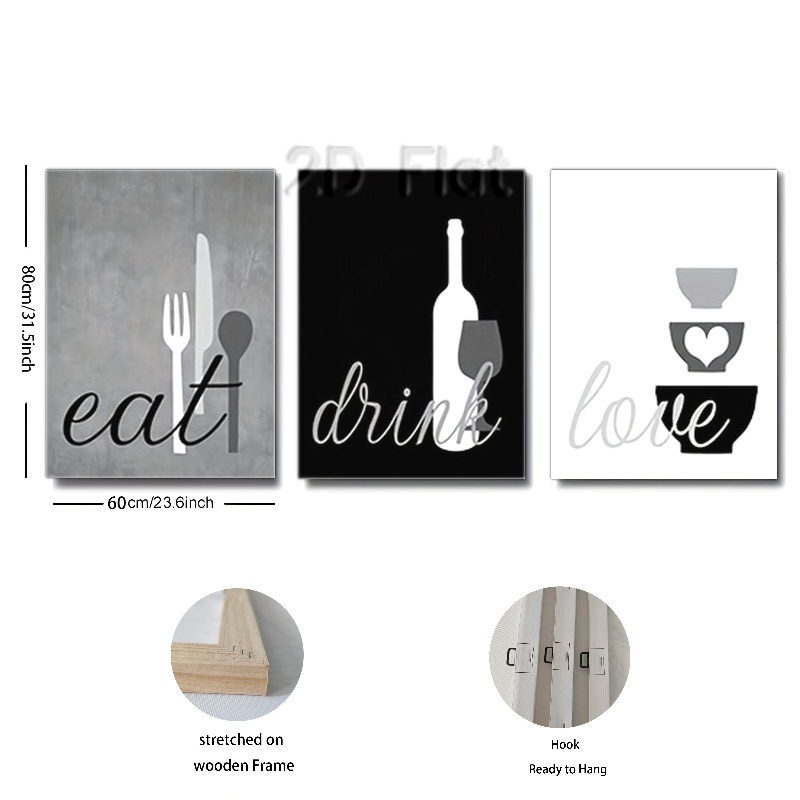 2D Flat
80cm/31.5inch
eat
drink
love
60cm/23.6inch
stretched on
wooden Frame
Hook
Ready to Hang